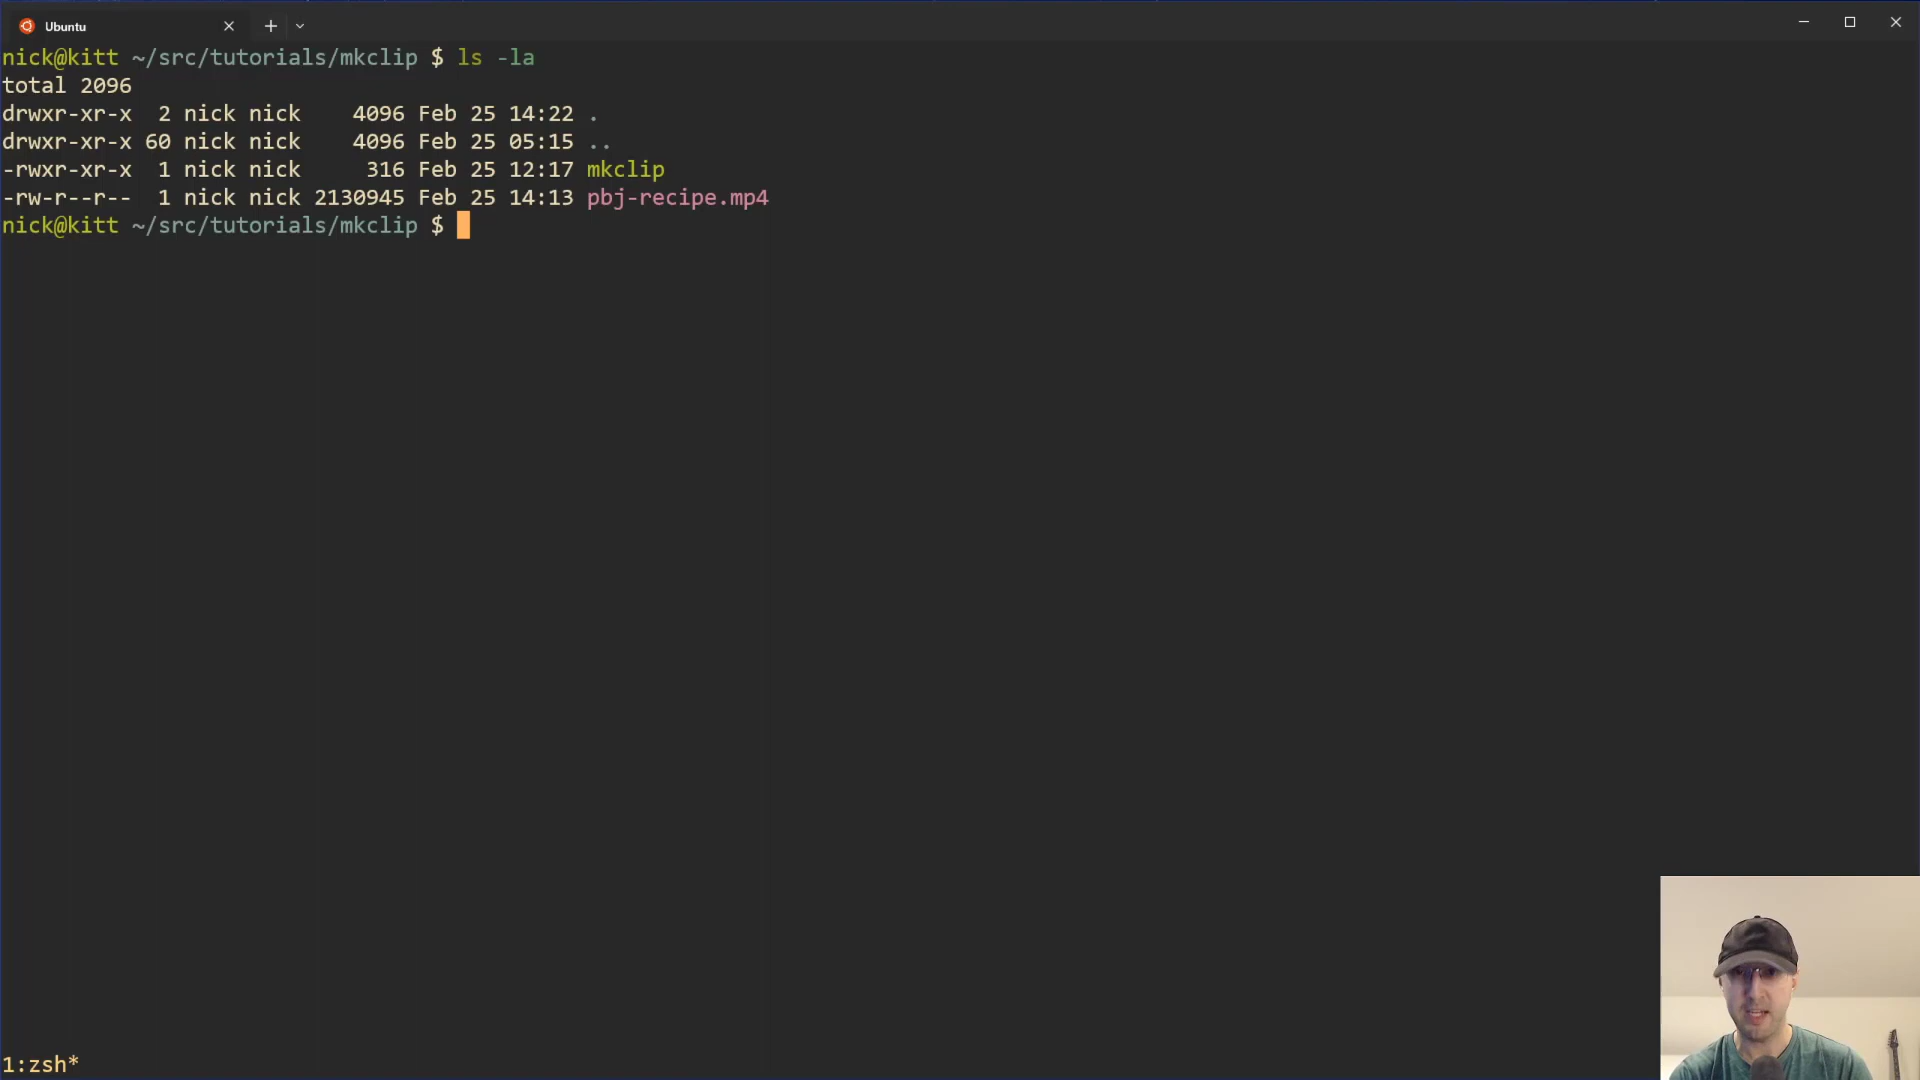 Ubuntu
nick@kitt ~/src/tutorials/mkclip $ ls -la
total 2096
drwxr-xr-x  2 nick nick    4096 Feb 25 14:22 .
drwxr-xr-x 60 nick nick    4096 Feb 25 05:15 ..
-rwxr-xr-x  1 nick nick     316 Feb 25 12:17 mkclip
-rw-r--r--  1 nick nick 2130945 Feb 25 14:13 pbj-recipe.mp4
nick@kitt ~/src/tutorials/mkclip $
1:zsh*